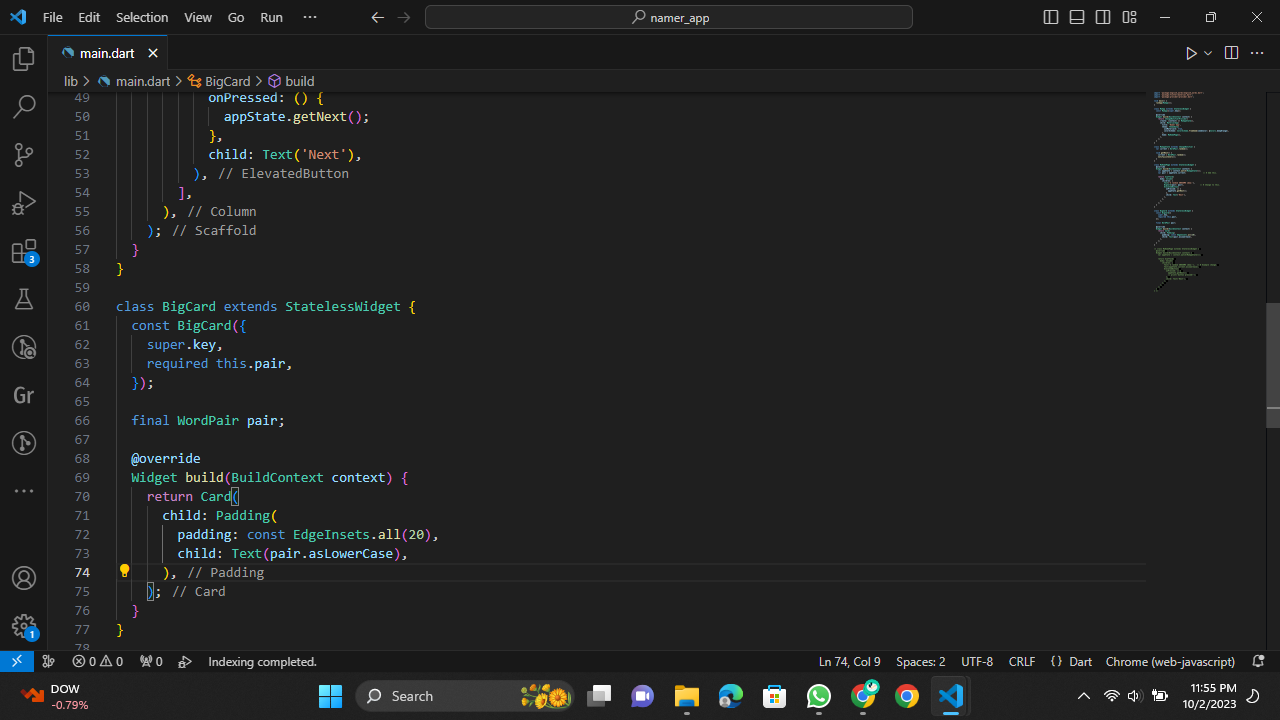 File Edit Selection View Go Run ··· namer_app
main.dart
lib > main.dart > BigCard > build
49 onPressed: () {
50 appState.getNext();
51 },
52 child: Text('Next'),
53 ), // ElevatedButton
54 ],
55 ), // Column
56 ); // Scaffold
57 }
58 }
59
60 class BigCard extends StatelessWidget {
61 const BigCard({
62 super.key,
63 required this.pair,
64 });
65
66 final WordPair pair;
67
68 @override
69 Widget build(BuildContext context) {
70 return Card(
71 child: Padding(
72 padding: const EdgeInsets.all(20),
73 child: Text(pair.asLowerCase),
74 ), // Padding
75 ); // Card
76 }
77 }
78
3
Gr
1
0 0 0 Indexing completed. Ln 74, Col 9 Spaces: 2 UTF-8 CRLF {} Dart Chrome (web-javascript)
DOW
-0.79%
Search
11:55 PM
10/2/2023